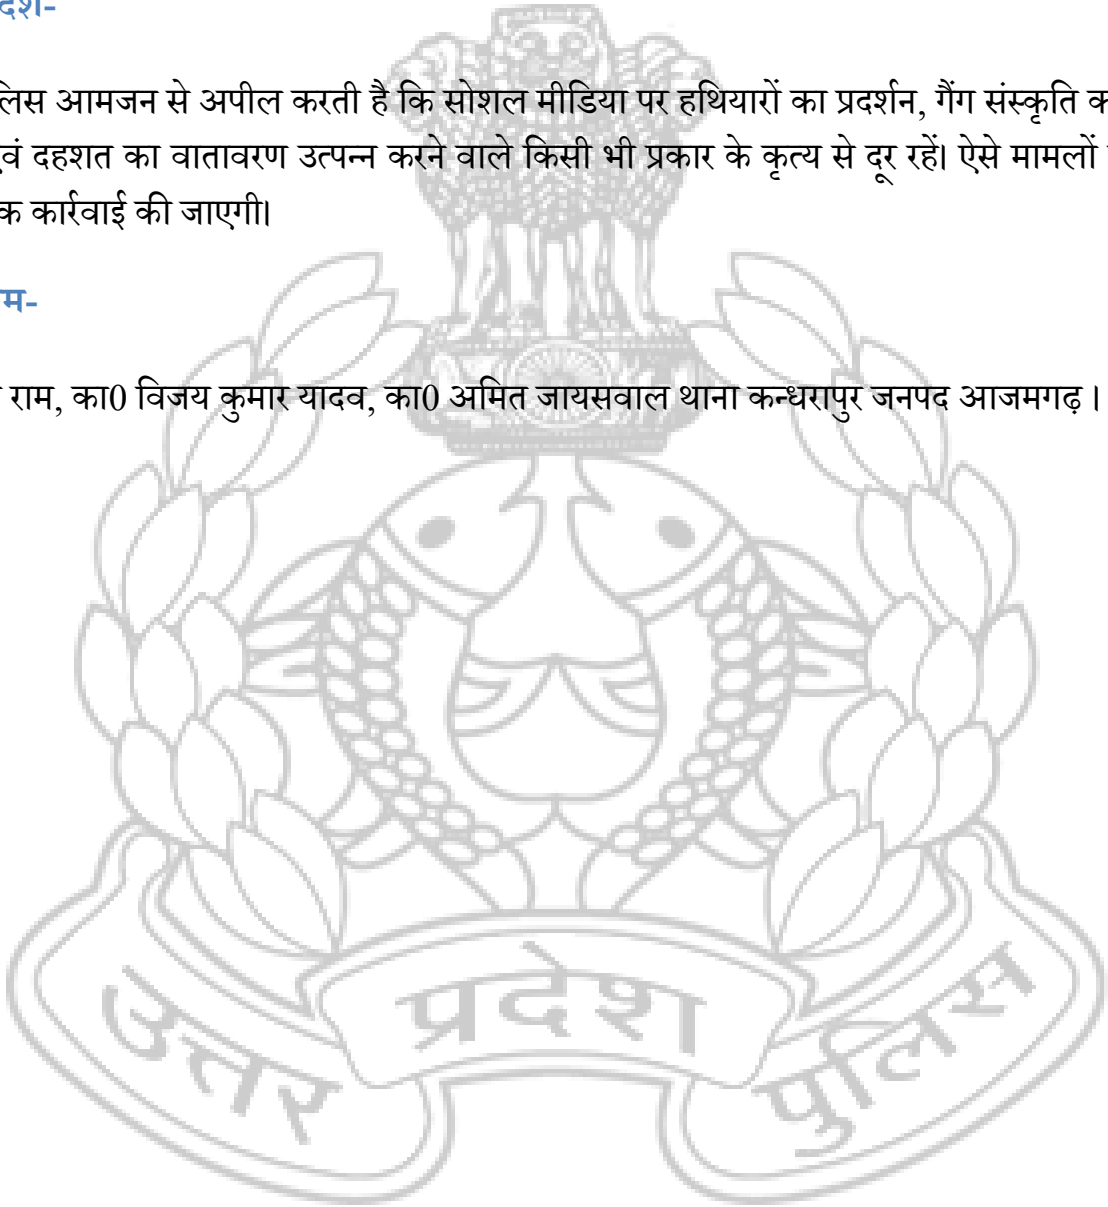 देश-
लिस आमजन से अपील करती है कि सोशल मीडिया पर हथियारों का प्रदर्शन, गैंग संस्कृति क
एवं दहशत का वातावरण उत्पन्न करने वाले किसी भी प्रकार के कृत्य से दूर रहें। ऐसे मामलों
क कार्रवाई की जाएगी।
म-
राम, का0 विजय कुमार यादव, का0 अमित जायसवाल थाना कन्धरापुर जनपद आजमगढ़ ।
उत्तर प्रदेश पुलिस